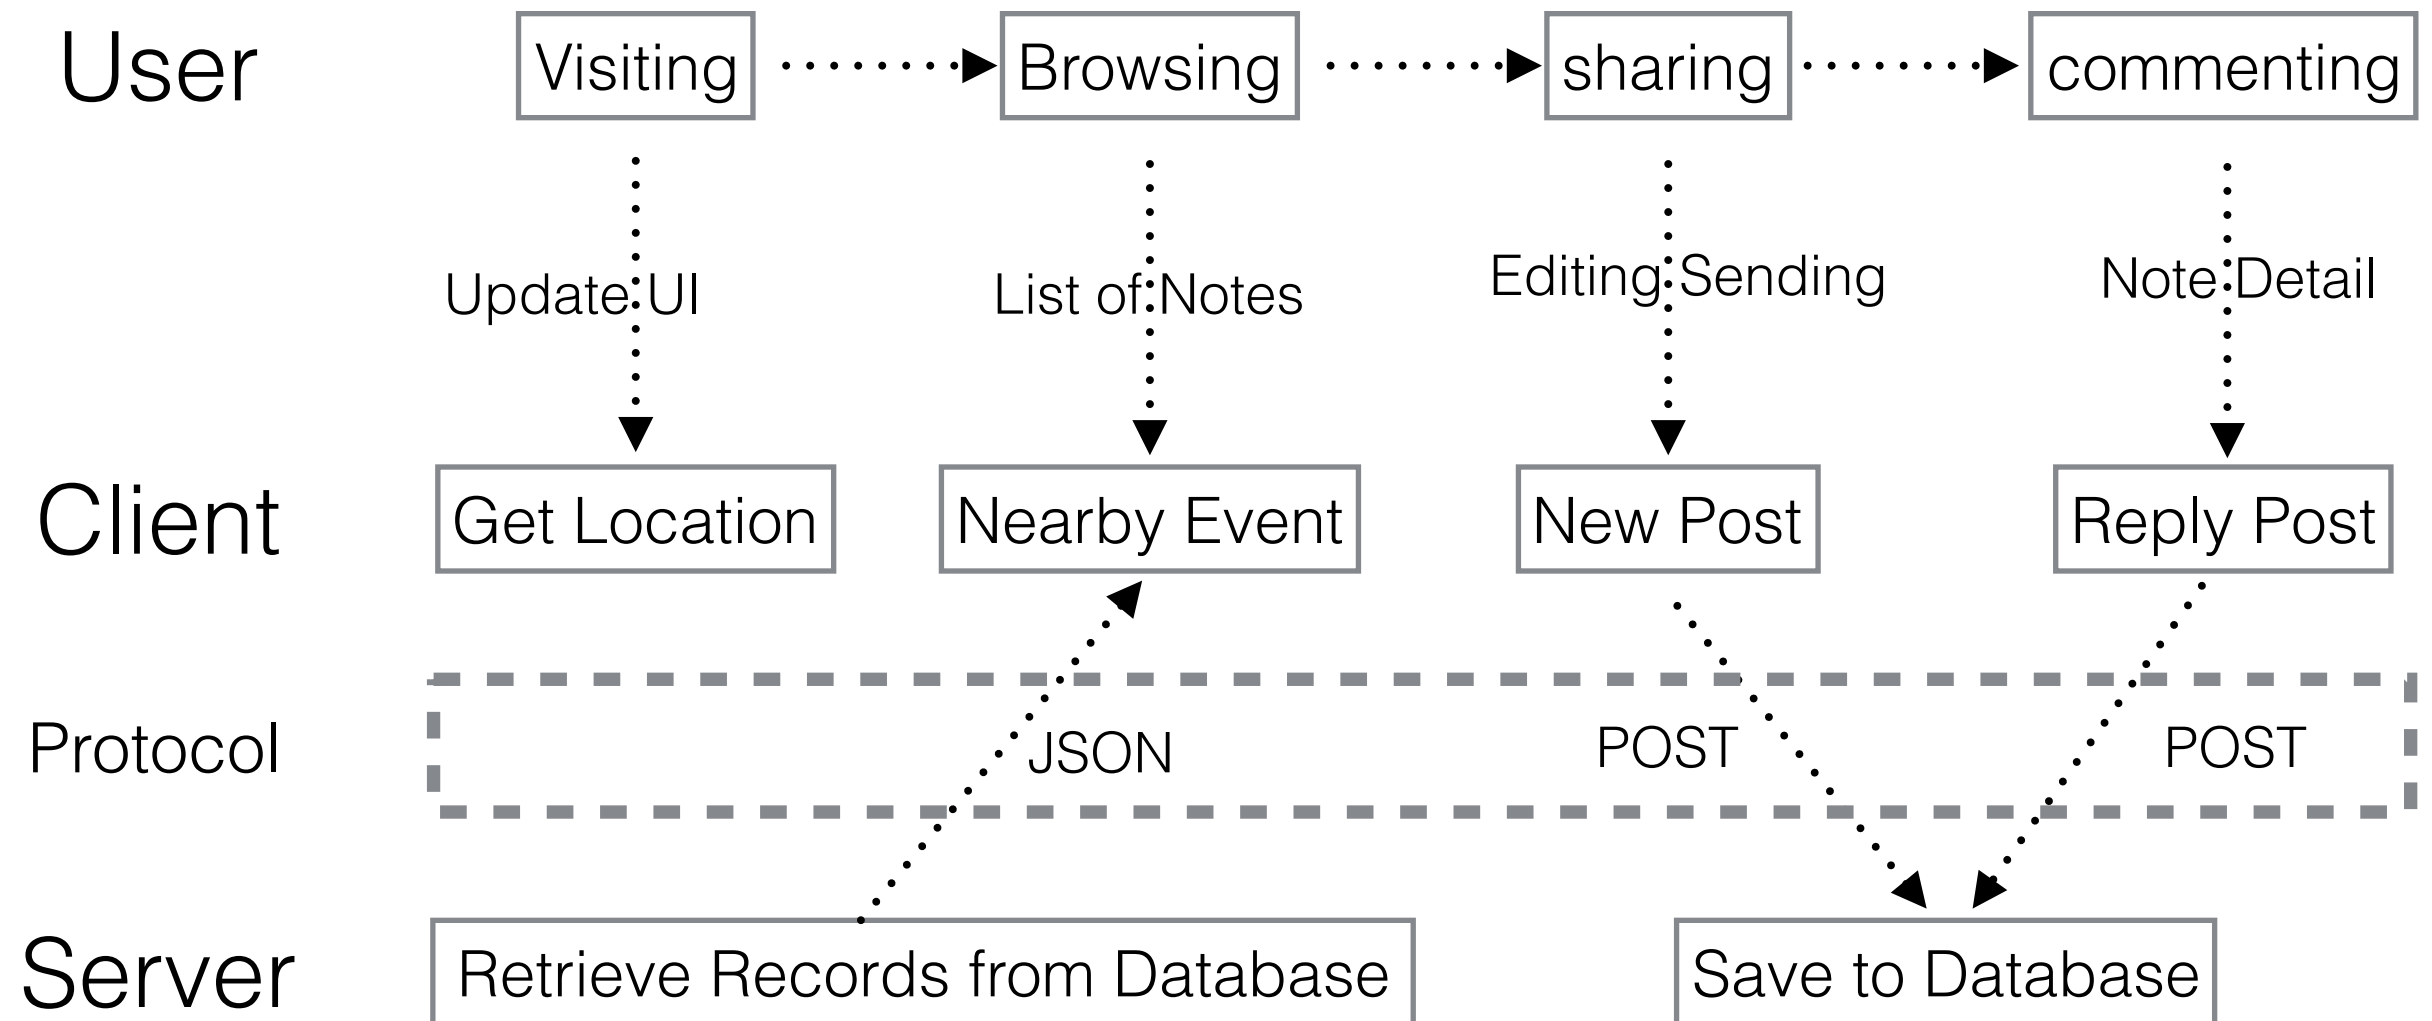 User
Visiting
Browsing
sharing
commenting
Update UI
List of Notes
Editing Sending
Note Detail
Client
Get Location
Nearby Event
New Post
Reply Post
Protocol
JSON
POST
POST
Server
Retrieve Records from Database
Save to Database